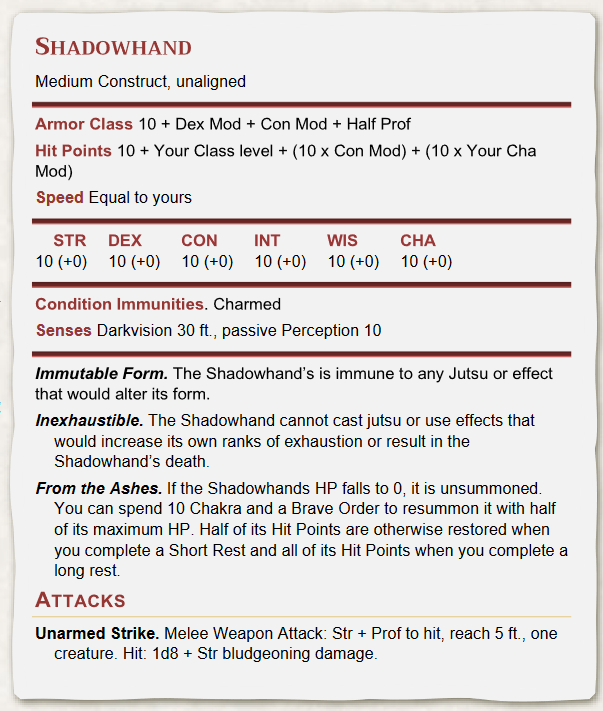 SHADOWHAND
Medium Construct, unaligned
Armor Class 10 + Dex Mod + Con Mod + Half Prof
Hit Points 10 + Your Class level + (10 x Con Mod) + (10 x Your Cha
Mod)
Speed Equal to yours
STR DEX CON INT WIS CHA
10 (+0) 10 (+0) 10 (+0) 10 (+0) 10 (+0) 10 (+0)
Condition Immunities. Charmed
Senses Darkvision 30 ft., passive Perception 10
Immutable Form. The Shadowhand's is immune to any Jutsu or effect
that would alter its form.
Inexhaustible. The Shadowhand cannot cast jutsu or use effects that
would increase its own ranks of exhaustion or result in the
Shadowhand's death.
From the Ashes. If the Shadowhands HP falls to 0, it is unsummoned.
You can spend 10 Chakra and a Brave Order to resummon it with half
of its maximum HP. Half of its Hit Points are otherwise restored when
you complete a Short Rest and all of its Hit Points when you complete a
long rest.
ATTACKS
Unarmed Strike. Melee Weapon Attack: Str + Prof to hit, reach 5 ft., one
creature. Hit: 1d8 + Str bludgeoning damage.